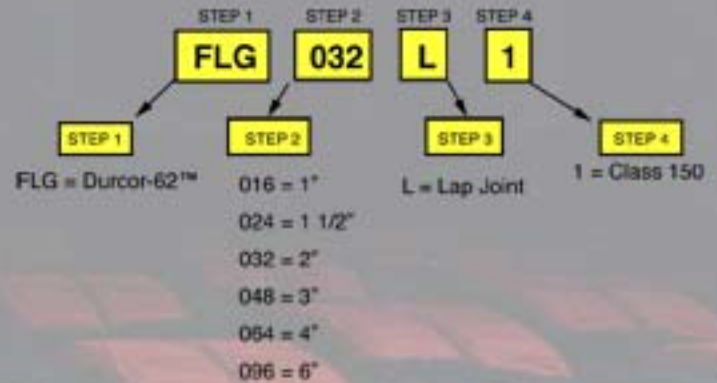 STEP 1 STEP 2 STEP 3 STEP 4
FLG 032 L 1
STEP 1 STEP 2 STEP 3 STEP 4
FLG = Durcor-62™ 016 = 1" L = Lap Joint 1 = Class 150
024 = 1 1/2"
032 = 2"
048 = 3"
064 = 4"
096 = 6"